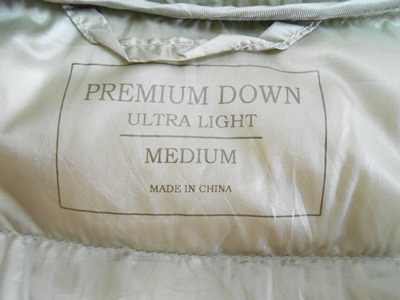 PREMIUM DOWN
ULTRA LIGHT
MEDIUM
MADE IN CHINA